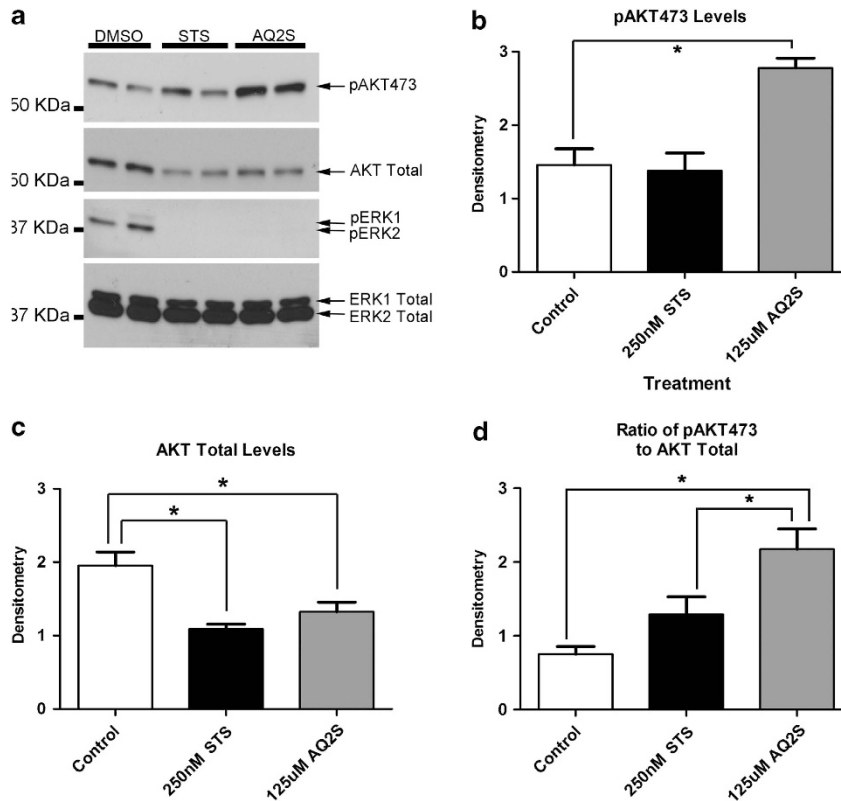 a
DMSO STS AQ2S
pAKT473
50 KDa
AKT Total
50 KDa
pERK1
37 KDa
pERK2
ERK1 Total
37 KDa
ERK2 Total
b
pAKT473 Levels
*
3
2
1
0
Densitometry
Control
250nM STS
125uM AQ2S
Treatment
c
AKT Total Levels
*
*
3
2
1
0
Densitometry
Control
250nM STS
125uM AQ2S
d
Ratio of pAKT473
to AKT Total
*
*
3
2
1
0
Densitometry
Control
250nM STS
125uM AQ2S